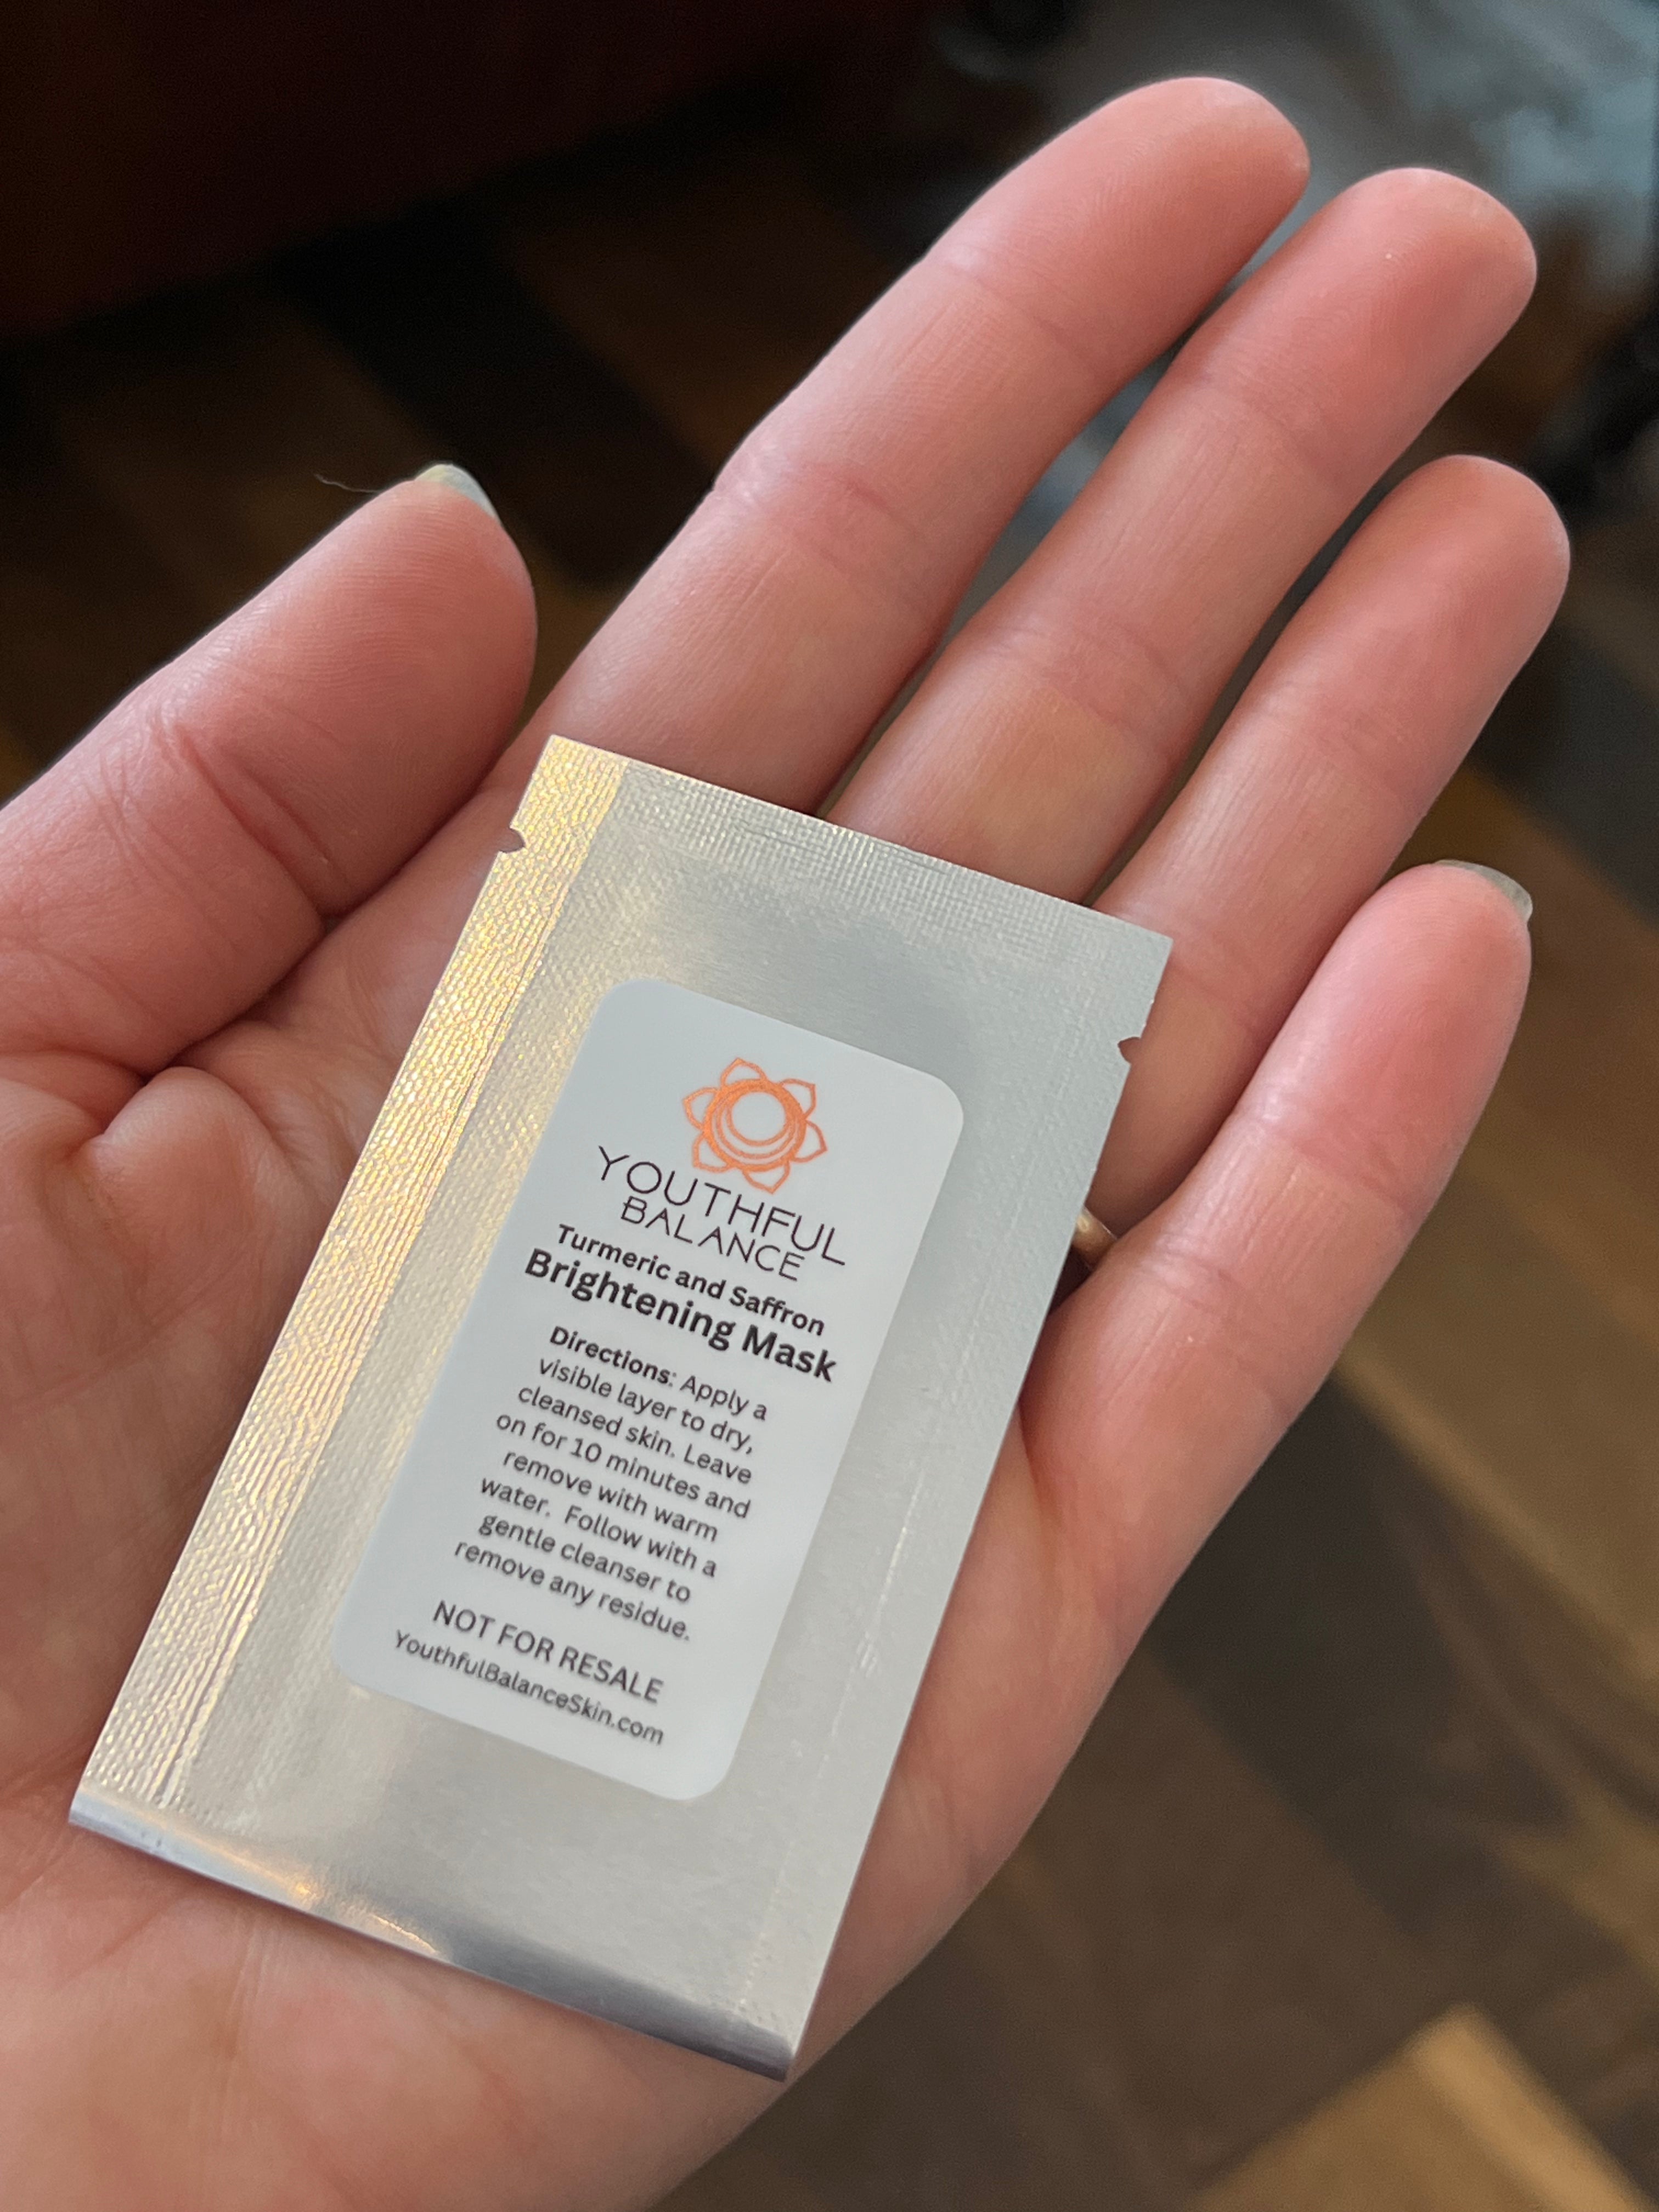 YOUTHFUL
BALANCE
Turmeric and Saffron
Brightening Mask
Directions: Apply a
visible layer to dry,
cleansed skin. Leave
on for 10 minutes and
remove with warm
water. Follow with a
gentle cleanser to
remove any residue.
NOT FOR RESALE
YouthfulBalanceSkin.com